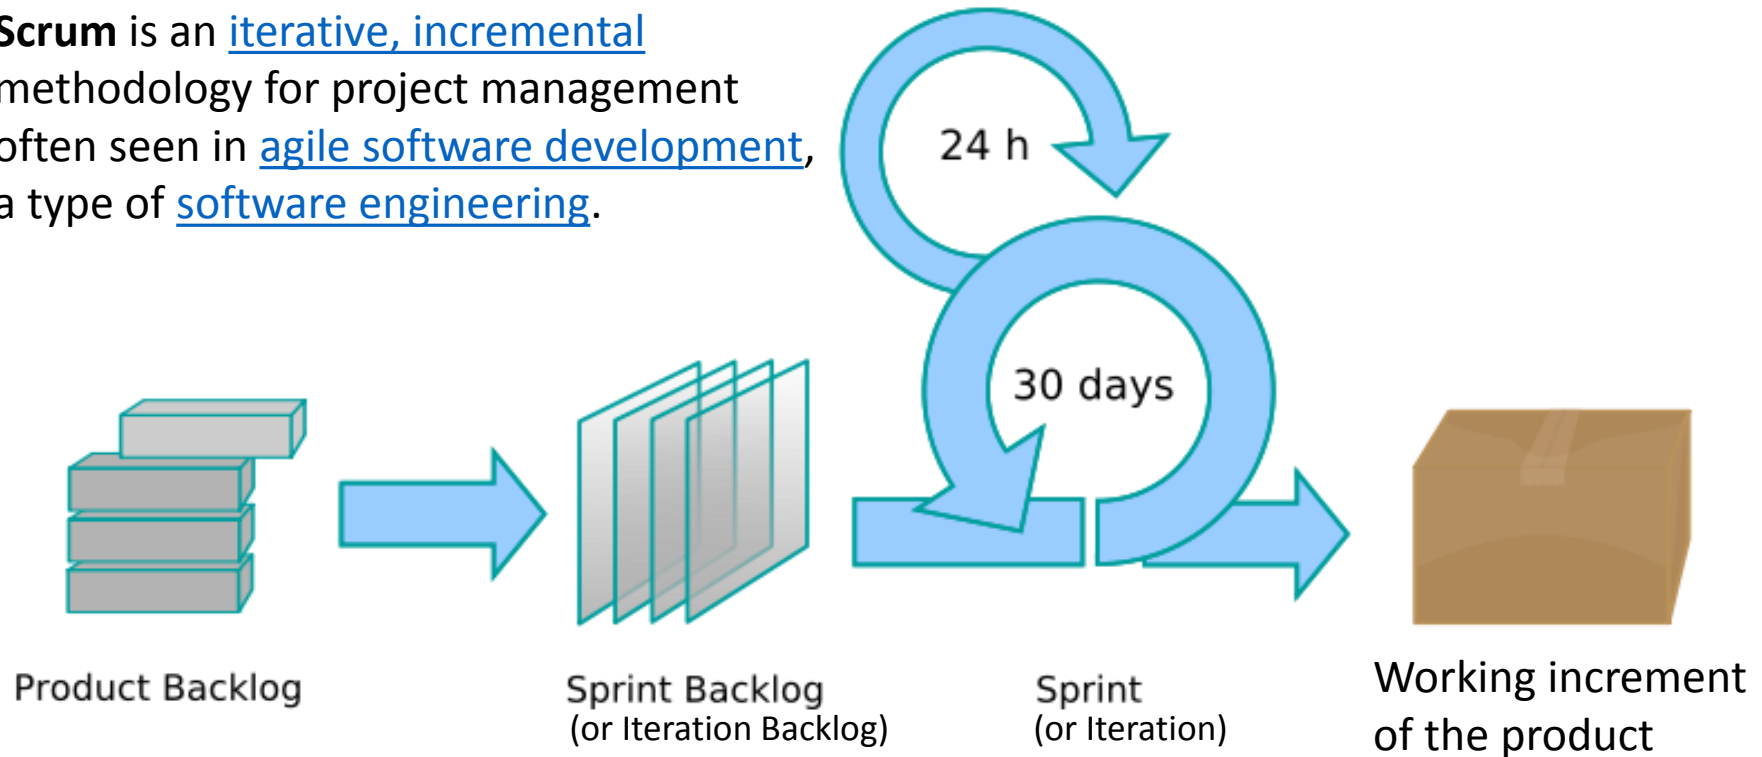 Scrum is an iterative, incremental
methodology for project management
often seen in agile software development,
a type of software engineering.
24 h
30 days
Product Backlog
Sprint Backlog
(or Iteration Backlog)
Sprint
(or Iteration)
Working increment
of the product